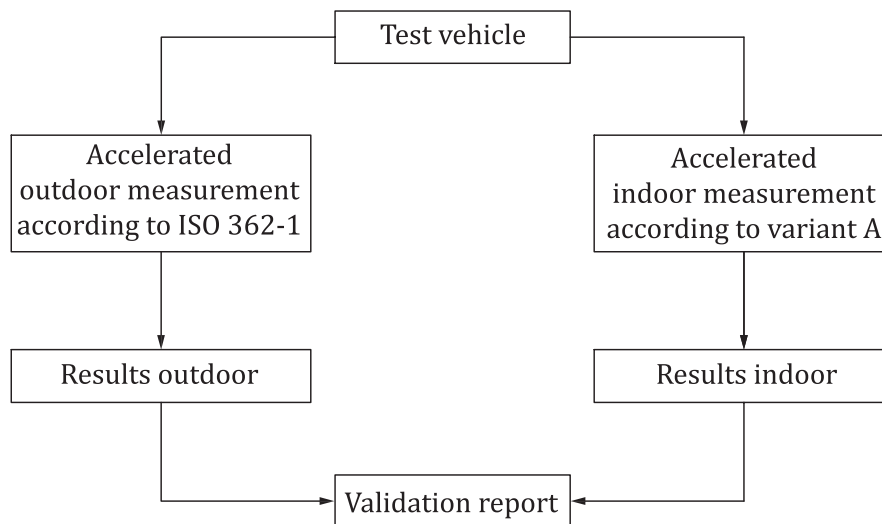 Test vehicle
Accelerated
outdoor measurement
according to ISO 362-1
Accelerated
indoor measurement
according to variant A
Results outdoor
Results indoor
Validation report